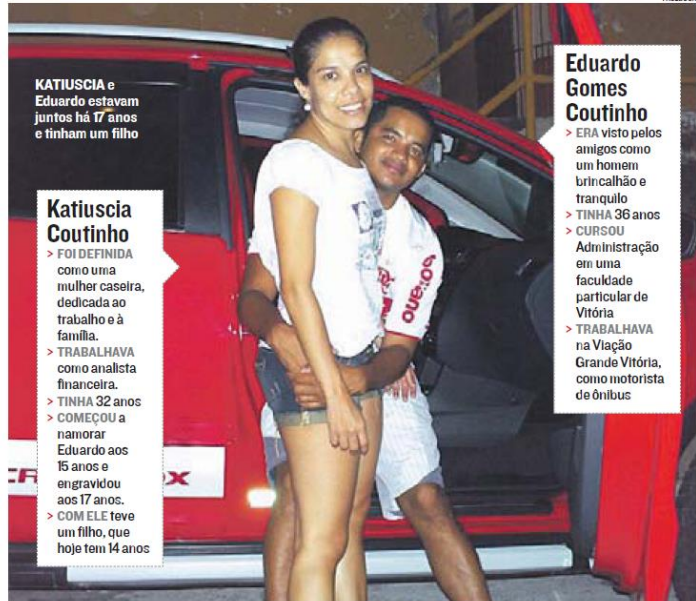 KATIUSCIA e
Eduardo estavam
juntos há 17 anos
e tinham um filho
Katiuscia
Coutinho
> FOI DEFINIDA
como uma
mulher caseira,
dedicada ao
trabalho e à
família.
> TRABALHAVA
como analista
financeira.
> TINHA 32 anos
> COMEÇOU a
namorar
Eduardo aos
15 anos e
engravidou
aos 17 anos.
> COM ELE teve
um filho, que
hoje tem 14 anos
Eduardo
Gomes
Coutinho
> ERA visto pelos
amigos como
um homem
brincalhão e
tranquilo
> TINHA 36 anos
> CURSOU
Administração
em uma
faculdade
particular de
Vitória
> TRABALHAVA
na Viação
Grande Vitória,
como motorista
de ônibus